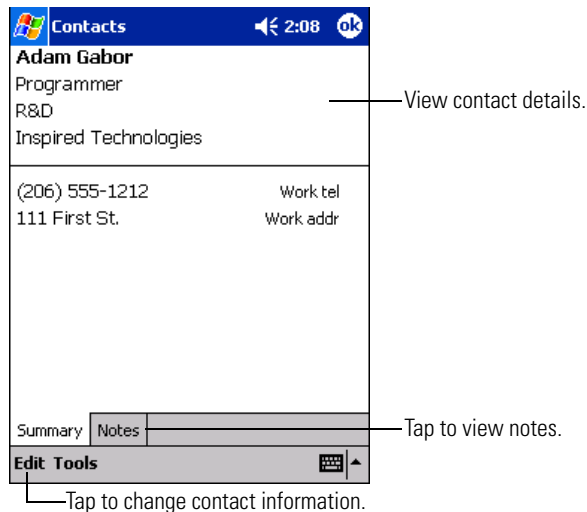 Contacts 2:08 ok
Adam Gabor
Programmer
R&D
Inspired Technologies
View contact details.
(206) 555-1212 Work tel
111 First St. Work addr
Summary Notes
Tap to view notes.
Edit Tools
Tap to change contact information.